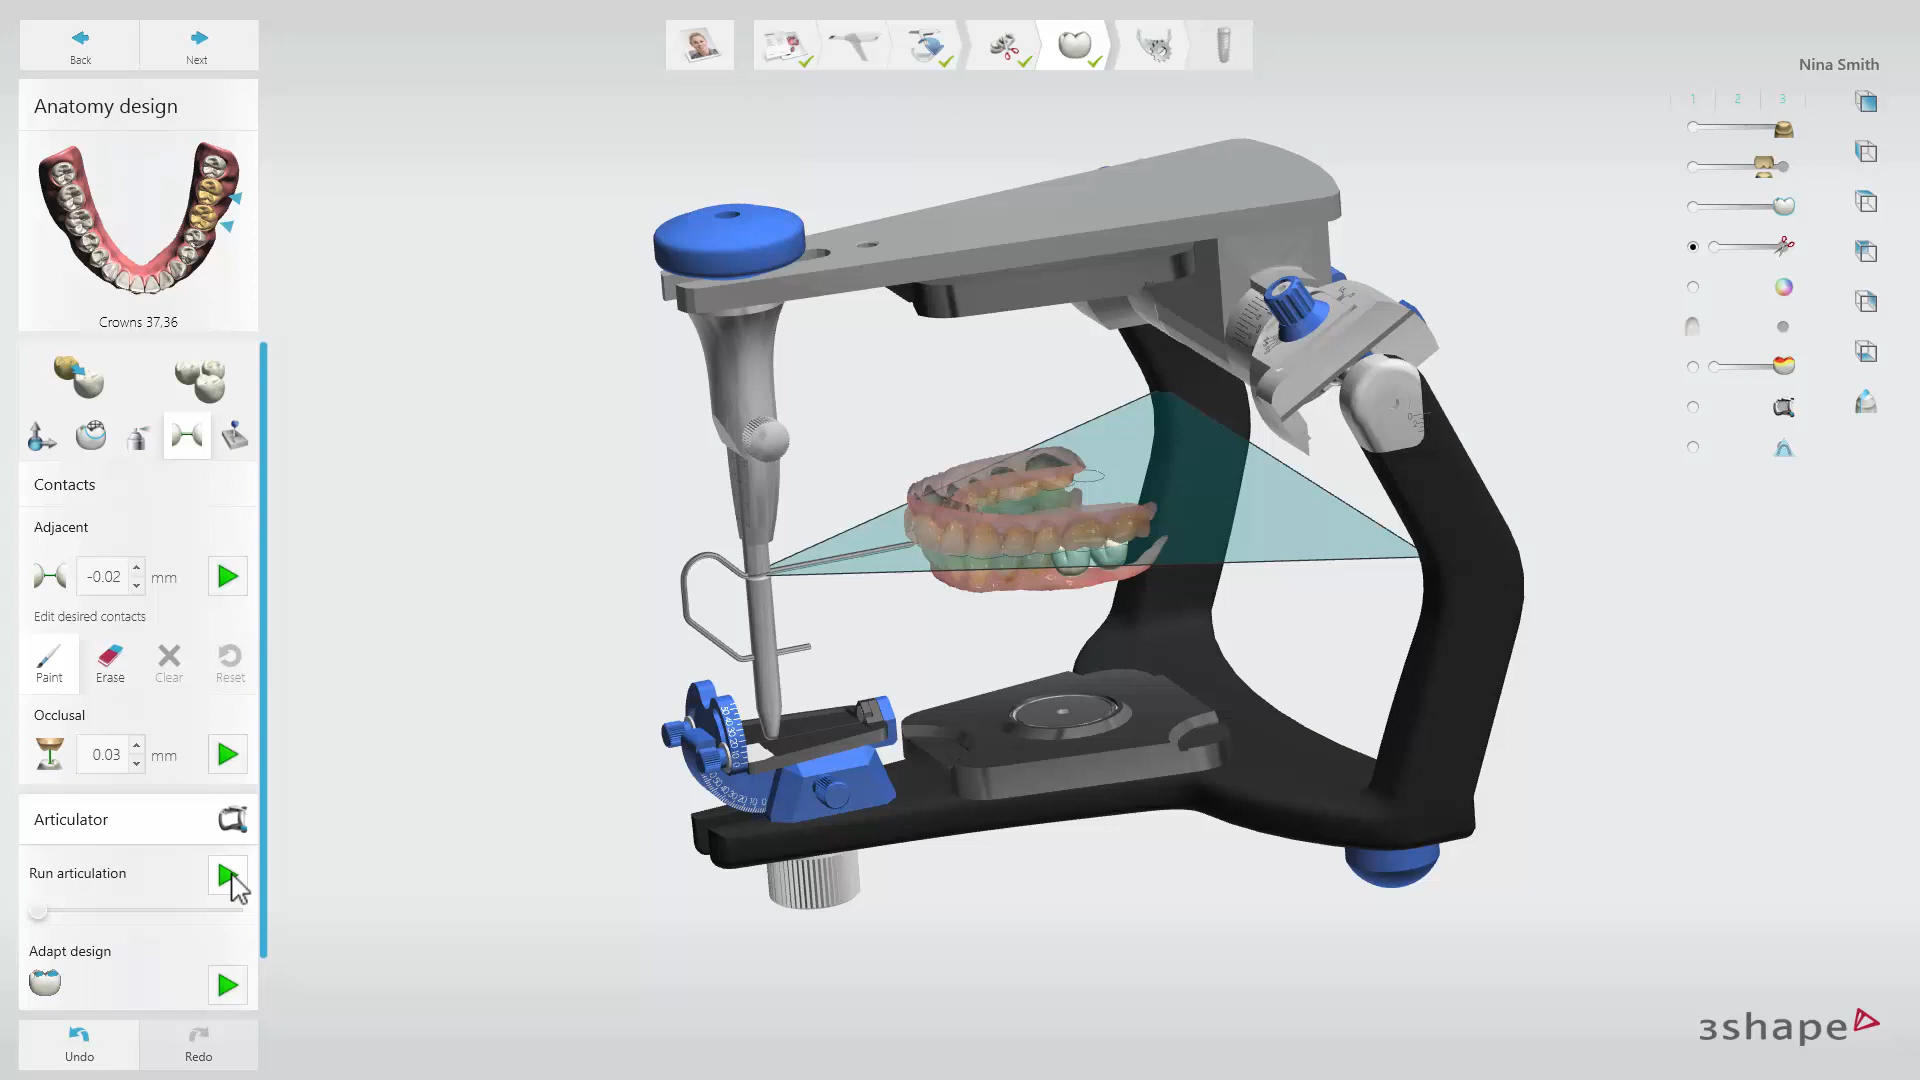 Back
Next
Nina Smith
Anatomy design
1 2 3
Crowns 37,36
Contacts
Adjacent
-0.02 mm
Edit desired contacts
Paint Erase Clear Reset
Occlusal
0.03 mm
Articulator
Run articulation
Adapt design
Undo
Redo
3shape